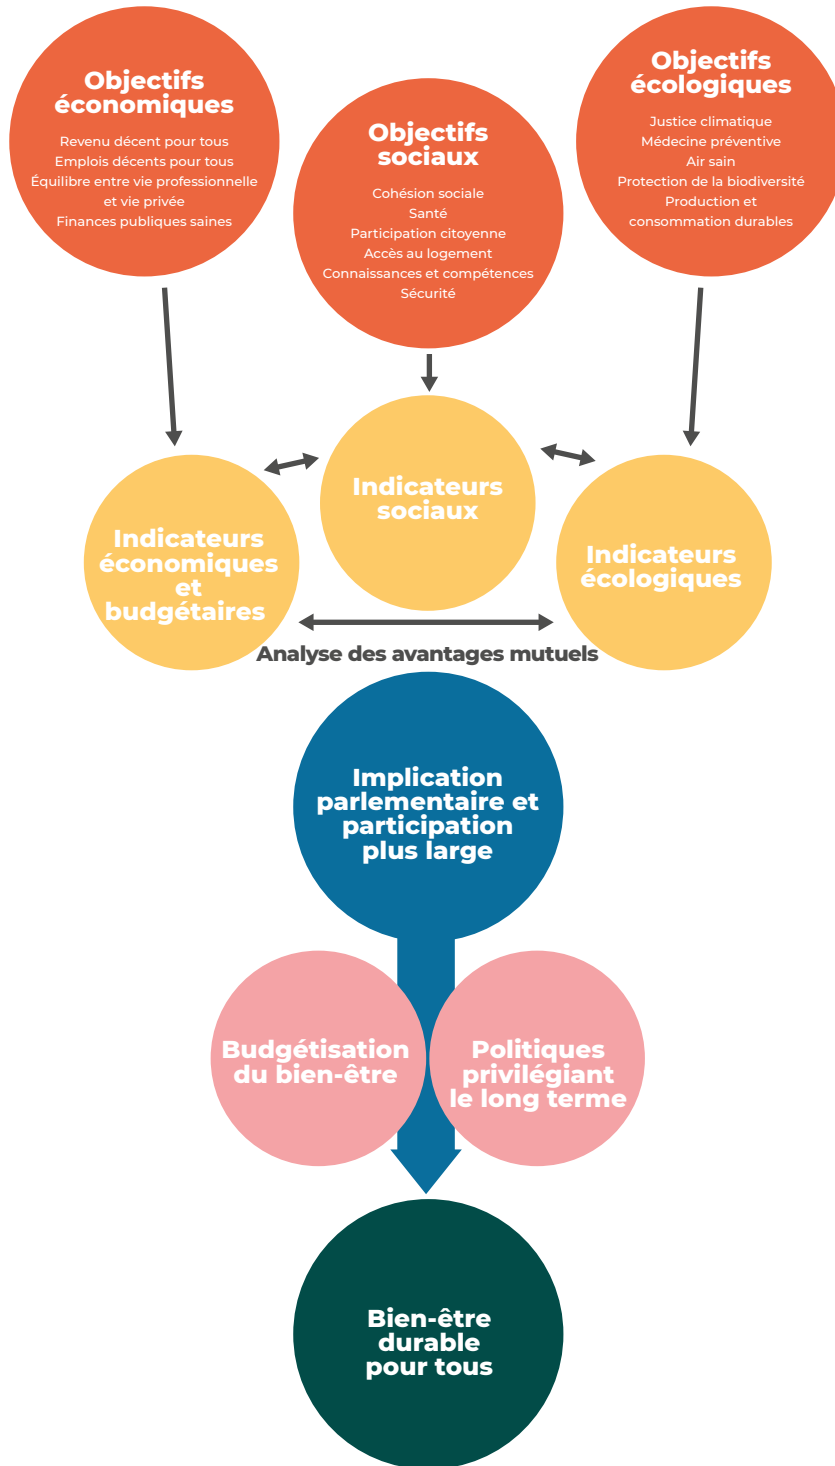 Objectifs
économiques
Revenu décent pour tous
Emplois décents pour tous
Équilibre entre vie professionnelle
et vie privée
Finances publiques saines
Objectifs
sociaux
Cohésion sociale
Santé
Participation citoyenne
Accès au logement
Connaissances et compétences
Sécurité
Objectifs
écologiques
Justice climatique
Médecine préventive
Air sain
Protection de la biodiversité
Production et
consommation durables
Indicateurs
économiques
et
budgétaires
Indicateurs
sociaux
Indicateurs
écologiques
Analyse des avantages mutuels
Implication
parlementaire et
participation
plus large
Budgétisation
du bien-être
Politiques
privilégiant
le long terme
Bien-être
durable
pour tous